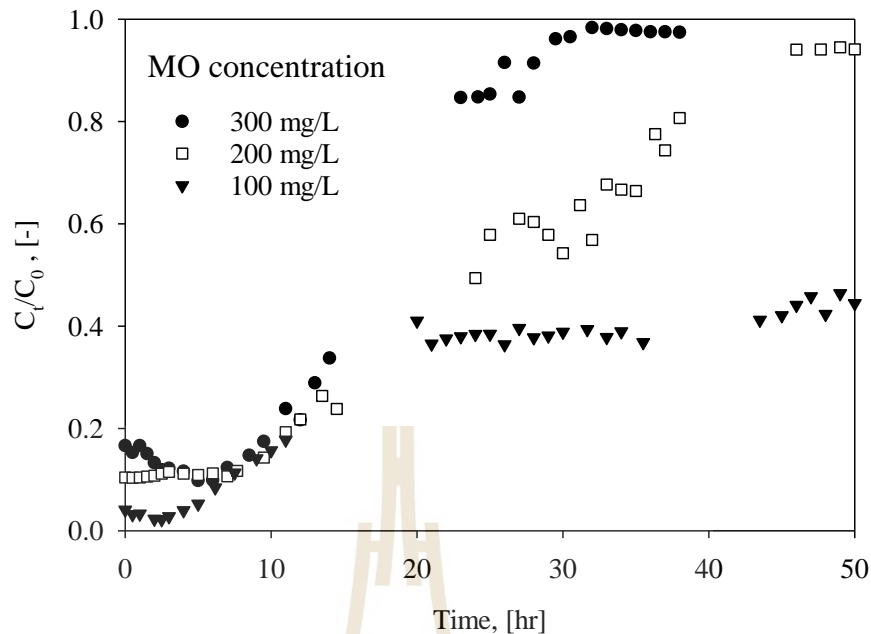 1.0
0.8
0.6
0.4
0.2
0.0
C_t/C_0 , [-]
MO concentration
300 mg/L
200 mg/L
100 mg/L
0 10 20 30 40 50
Time, [hr]